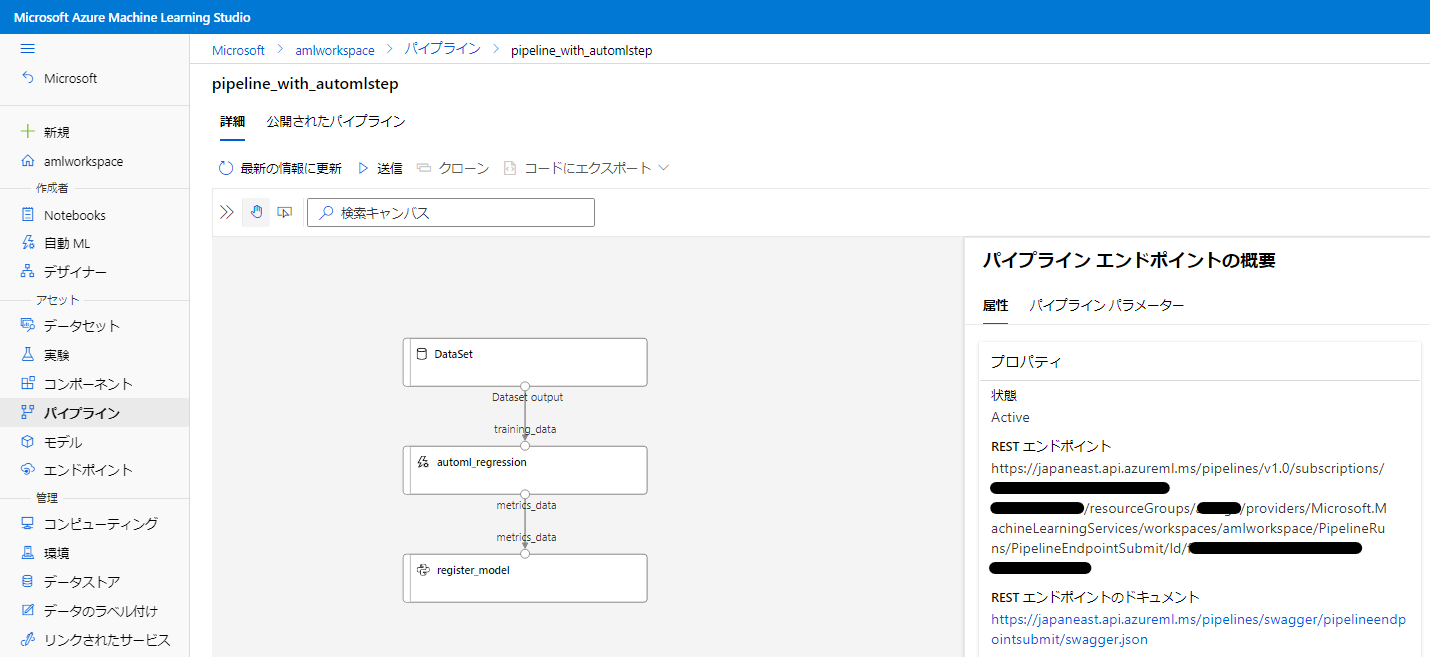 Microsoft Azure Machine Learning Studio
Microsoft
新規
amlworkspace
作成者
Notebooks
自動 ML
デザイナー
アセット
データセット
実験
コンポーネント
パイプライン
モデル
エンドポイント
管理
コンピューティング
環境
データストア
データのラベル付け
リンクされたサービス
Microsoft > amlworkspace > パイプライン > pipeline_with_automlstep
pipeline_with_automlstep
詳細 公開されたパイプライン
最新の情報に更新 送信 クローン コードにエクスポート
検索キャンバス
DataSet
Dataset output
training_data
automl_regression
metrics_data
metrics_data
register_model
パイプライン エンドポイントの概要
属性 パイプライン パラメーター
プロパティ
状態
Active
REST エンドポイント
https://japaneast.api.azureml.ms/pipelines/v1.0/subscriptions/
/resourceGroups/ /providers/Microsoft.M
achineLearningServices/workspaces/amlworkspace/PipelineRu
ns/PipelineEndpointSubmit/Id/
REST エンドポイントのドキュメント
https://japaneast.api.azureml.ms/pipelines/swagger/pipelineendp
ointsubmit/swagger.json